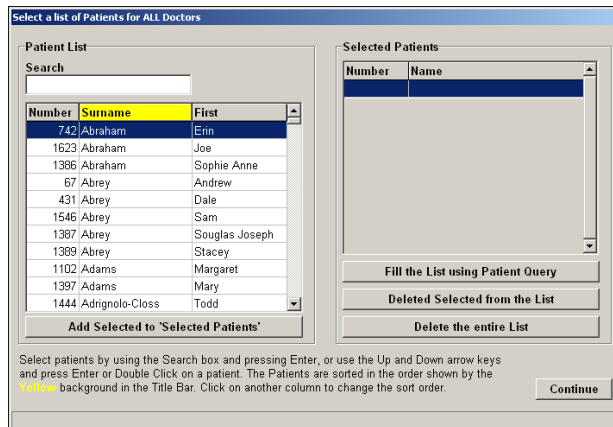 Select a list of Patients for ALL Doctors
Patient List
Search
Number Surname First
742 Abraham Erin
1623 Abraham Joe
1386 Abraham Sophie Anne
67 Abrey Andrew
431 Abrey Dale
1546 Abrey Sam
1387 Abrey Souglas Joseph
1389 Abrey Stacey
1102 Adams Margaret
1397 Adams Mary
1444 Adrignolo-Closs Todd
Add Selected to 'Selected Patients'
Selected Patients
Number Name
Fill the List using Patient Query
Deleted Selected from the List
Delete the entire List
Select patients by using the Search box and pressing Enter, or use the Up and Down arrow keys
and press Enter or Double Click on a patient. The Patients are sorted in the order shown by the
Yellow background in the Title Bar. Click on another column to change the sort order.
Continue